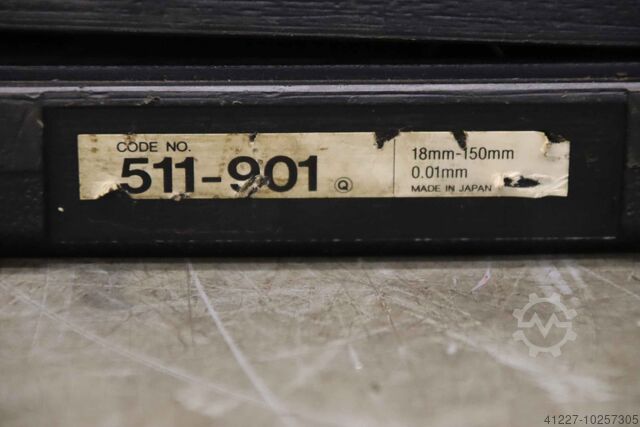 CODE NO.
511-901 Q
18mm-150mm
0.01mm
MADE IN JAPAN
41227-10257305